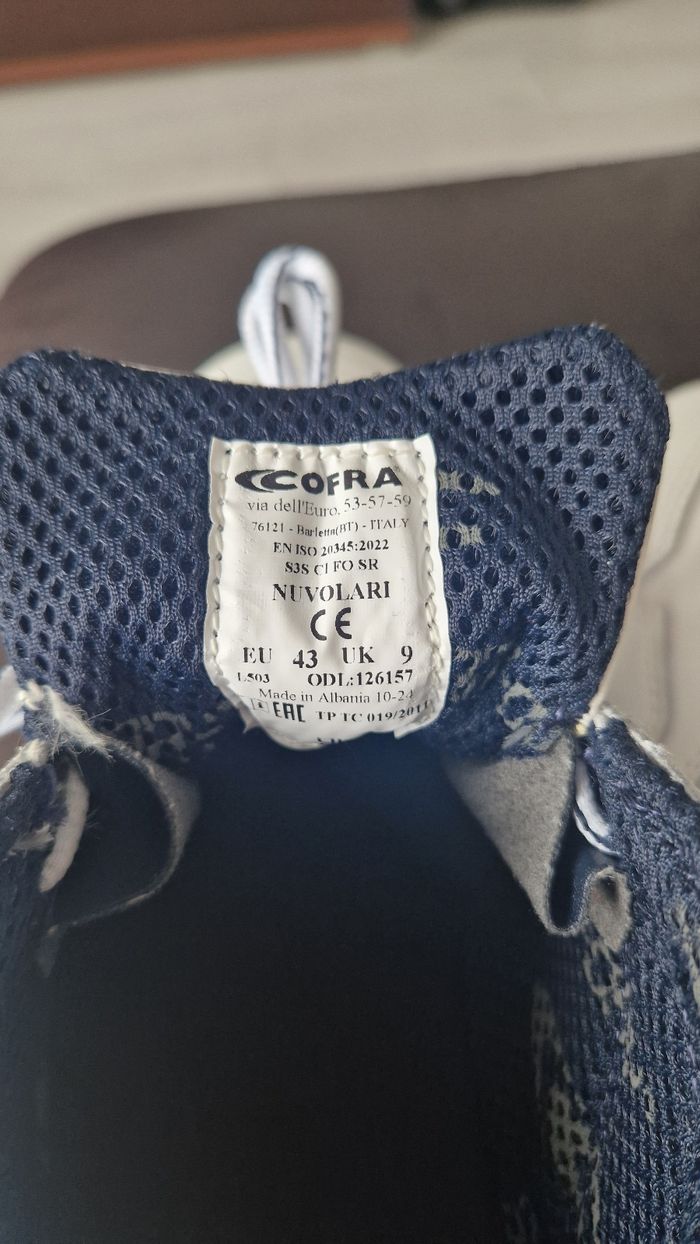 COFRA
via dell'Euro, 53-57-59
76121 - Barletta(BT) - ITALY
EN ISO 20345:2022
S3S CI FO SR
NUVOLARI
CE
EU 43 UK 9
L503 ODL:126157
Made in Albania 10-24
EAC TP TC 019/2011